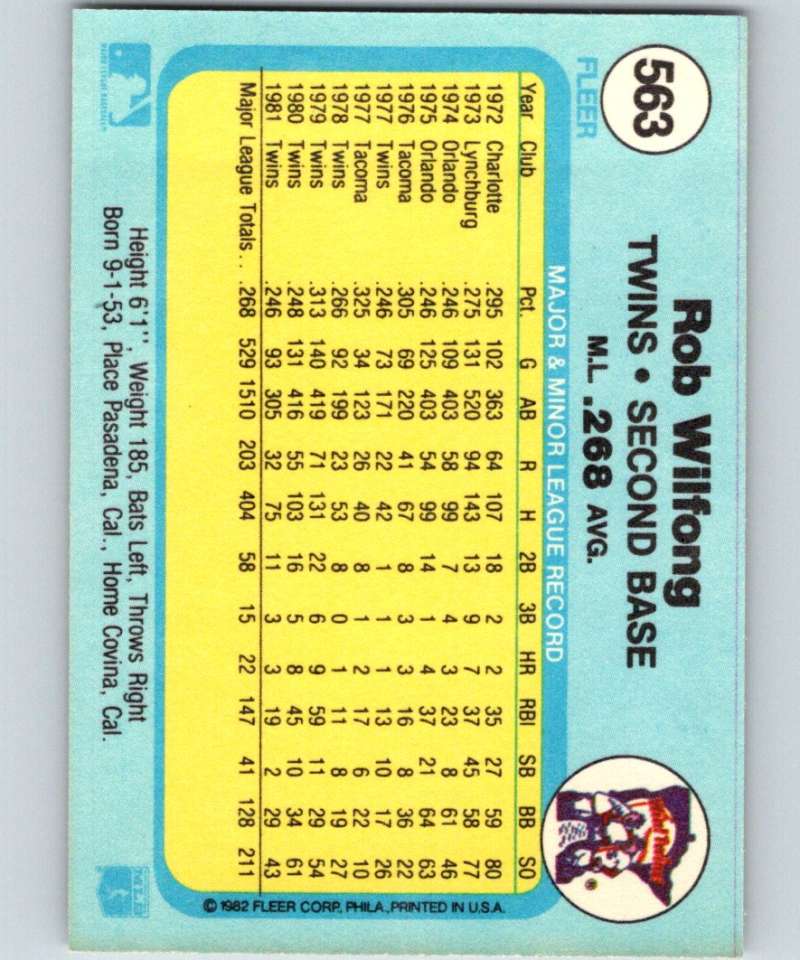 563
FLEER
Rob Wilfong
TWINS • SECOND BASE
M.L. .268 AVG.
Minnesota Twins
MAJOR & MINOR LEAGUE RECORD
Year Club Pct. G AB R H 2B 3B HR RBI SB BB SO
1972 Charlotte .295 102 363 64 107 18 2 2 35 27 59 80
1973 Lynchburg .275 131 520 94 143 13 9 7 37 45 58 77
1974 Orlando .246 109 403 58 99 7 4 3 23 8 61 46
1975 Orlando .246 125 403 54 99 14 1 4 37 21 64 63
1976 Tacoma .305 69 220 41 67 8 3 3 16 8 36 22
1977 Twins .246 73 171 22 42 1 1 1 13 10 17 26
1977 Tacoma .325 34 123 26 40 8 1 2 17 6 22 10
1978 Twins .266 92 199 23 53 8 0 1 11 8 19 27
1979 Twins .313 140 419 71 131 22 6 9 59 11 29 54
1980 Twins .248 131 416 55 103 16 5 8 45 10 34 61
1981 Twins .246 93 305 32 75 11 3 3 19 2 29 43
Major League Totals . . .268 529 1510 203 404 58 15 22 147 41 128 211
© 1982 FLEER CORP., PHILA., PRINTED IN U.S.A.
Height 6'1'', Weight 185, Bats Left, Throws Right
Born 9-1-53, Place Pasadena, Cal., Home Covina, Cal.
MAJOR LEAGUE BASEBALL